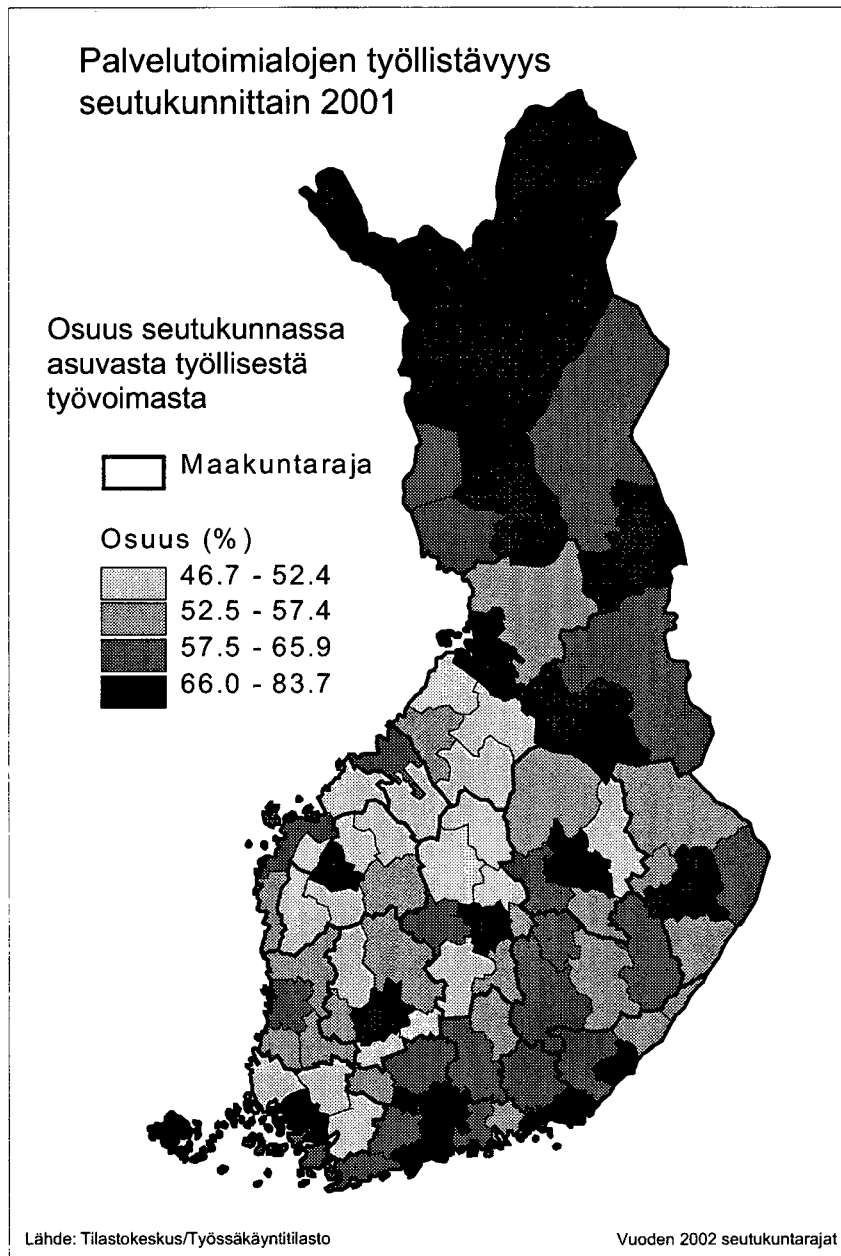 Palvelutoimialojen työllistävyys
seutukunnittain 2001
Osuus seutukunnassa
asuvasta työllisestä
työvoimasta
Maakuntaraja
Osuus (%)
46.7 - 52.4
52.5 - 57.4
57.5 - 65.9
66.0 - 83.7
Lähde: Tilastokeskus/Työssäkäyntitilasto
Vuoden 2002 seutukuntarajat